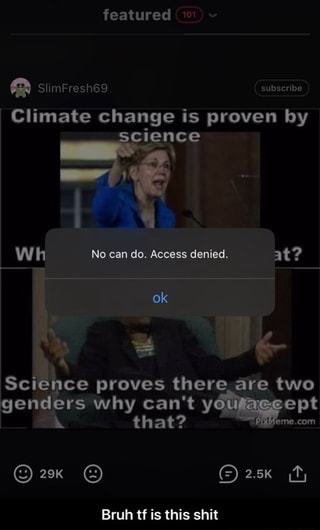 featured 101
SlimFresh69
subscribe
Climate change is proven by
science
Wh at?
No can do. Access denied.
ok
Science proves there are two
genders why can't you accept
that?
PixMeme.com
29K
2.5K
Bruh tf is this shit